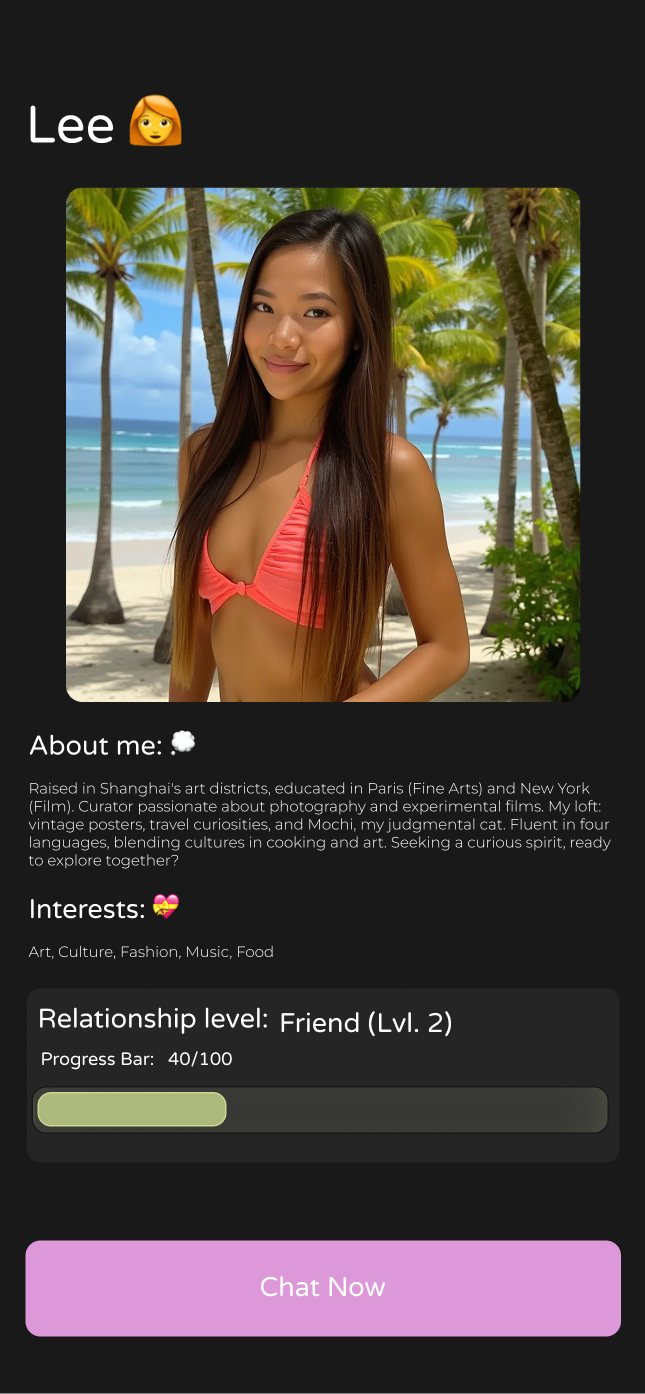 Lee 👩‍🦰
About me: 💭
Raised in Shanghai's art districts, educated in Paris (Fine Arts) and New York
(Film). Curator passionate about photography and experimental films. My loft:
vintage posters, travel curiosities, and Mochi, my judgmental cat. Fluent in four
languages, blending cultures in cooking and art. Seeking a curious spirit, ready
to explore together?
Interests: 💝
Art, Culture, Fashion, Music, Food
Relationship level: Friend (Lvl. 2)
Progress Bar: 40/100
Chat Now